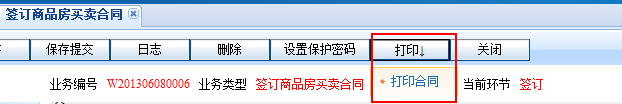 签订商品房买卖合同
保存提交 日志 删除 设置保护密码 打印↓ 关闭
业务编号 W201306080006 业务类型 签订商品房买卖合同 打印合同 当前环节 签订